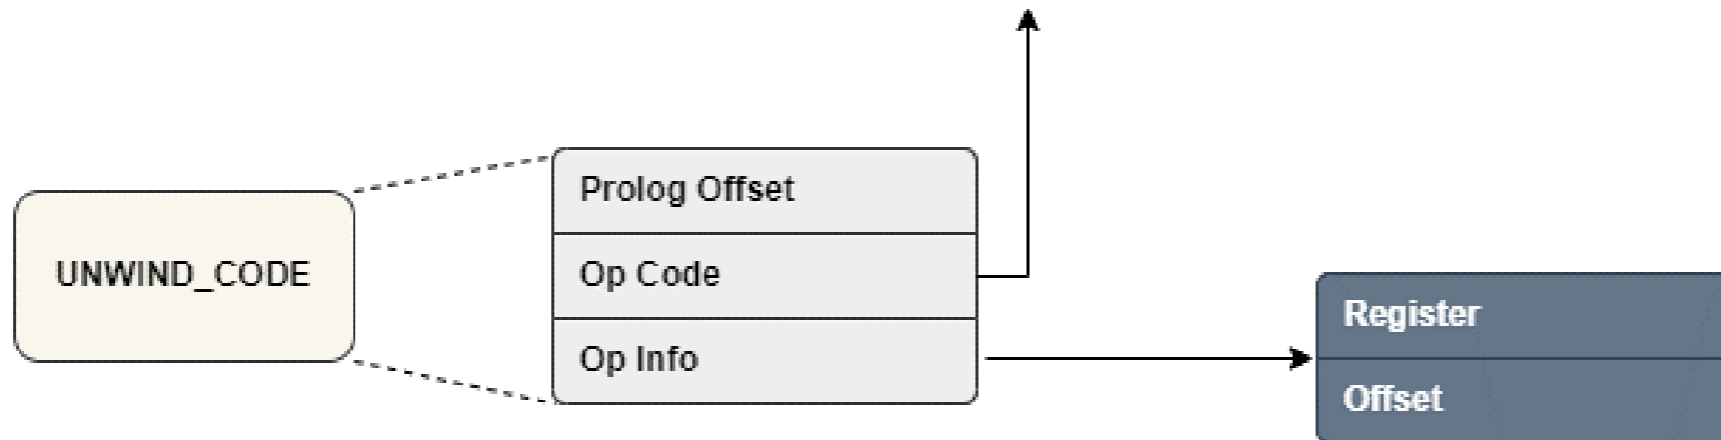 UNWIND_CODE
Prolog Offset
Op Code
Op Info
Register
Offset